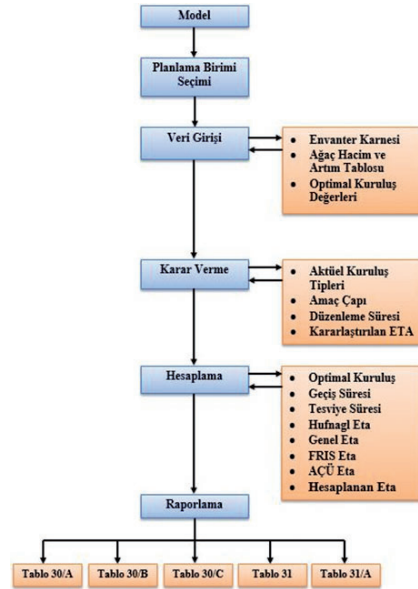 Model
Planlama Birimi
Seçimi
Veri Girişi
• Envanter Karnesi
• Ağaç Hacim ve
Artım Tablosu
• Optimal Kuruluş
Değerleri
Karar Verme
• Aktüel Kuruluş
Tipleri
• Amaç Çapı
• Düzenleme Süresi
• Kararlaştırılan ETA
Hesaplama
• Optimal Kuruluş
• Geçiş Süresi
• Tesviye Süresi
• Hufnagl Eta
• Genel Eta
• FRIS Eta
• AÇÜ Eta
• Hesaplanan Eta
Raporlama
Tablo 30/A
Tablo 30/B
Tablo 30/C
Tablo 31
Tablo 31/A